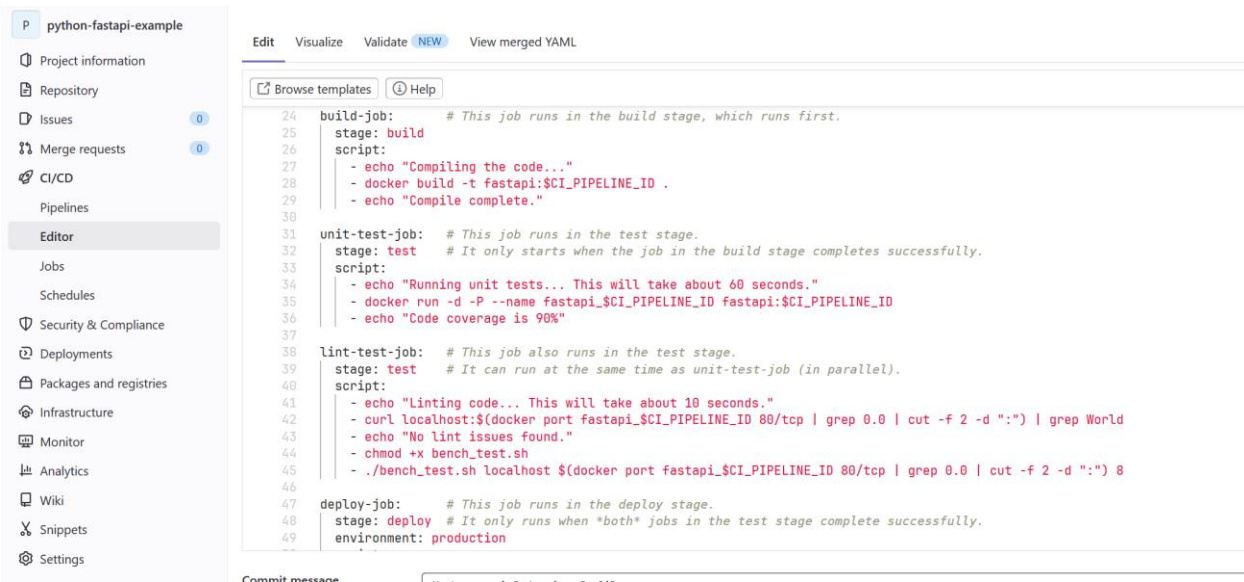 P python-fastapi-example
Project information
Repository
Issues 0
Merge requests 0
CI/CD
Pipelines
Editor
Jobs
Schedules
Security & Compliance
Deployments
Packages and registries
Infrastructure
Monitor
Analytics
Wiki
Snippets
Settings
Edit Visualize Validate NEW View merged YAML
Browse templates Help
24 build-job: # This job runs in the build stage, which runs first.
25 stage: build
26 script:
27 - echo "Compiling the code..."
28 - docker build -t fastapi:$CI_PIPELINE_ID .
29 - echo "Compile complete."
30
31 unit-test-job: # This job runs in the test stage.
32 stage: test # It only starts when the job in the build stage completes successfully.
33 script:
34 - echo "Running unit tests... This will take about 60 seconds."
35 - docker run -d -P --name fastapi_$CI_PIPELINE_ID fastapi:$CI_PIPELINE_ID
36 - echo "Code coverage is 90%"
37
38 lint-test-job: # This job also runs in the test stage.
39 stage: test # It can run at the same time as unit-test-job (in parallel).
40 script:
41 - echo "Linting code... This will take about 10 seconds."
42 - curl localhost:$(docker port fastapi_$CI_PIPELINE_ID 80/tcp | grep 0.0 | cut -f 2 -d ":") | grep World
43 - echo "No lint issues found."
44 - chmod +x bench_test.sh
45 - ./bench_test.sh localhost $(docker port fastapi_$CI_PIPELINE_ID 80/tcp | grep 0.0 | cut -f 2 -d ":") 8
46
47 deploy-job: # This job runs in the deploy stage.
48 stage: deploy # It only runs when *both* jobs in the test stage complete successfully.
49 environment: production
Commit message